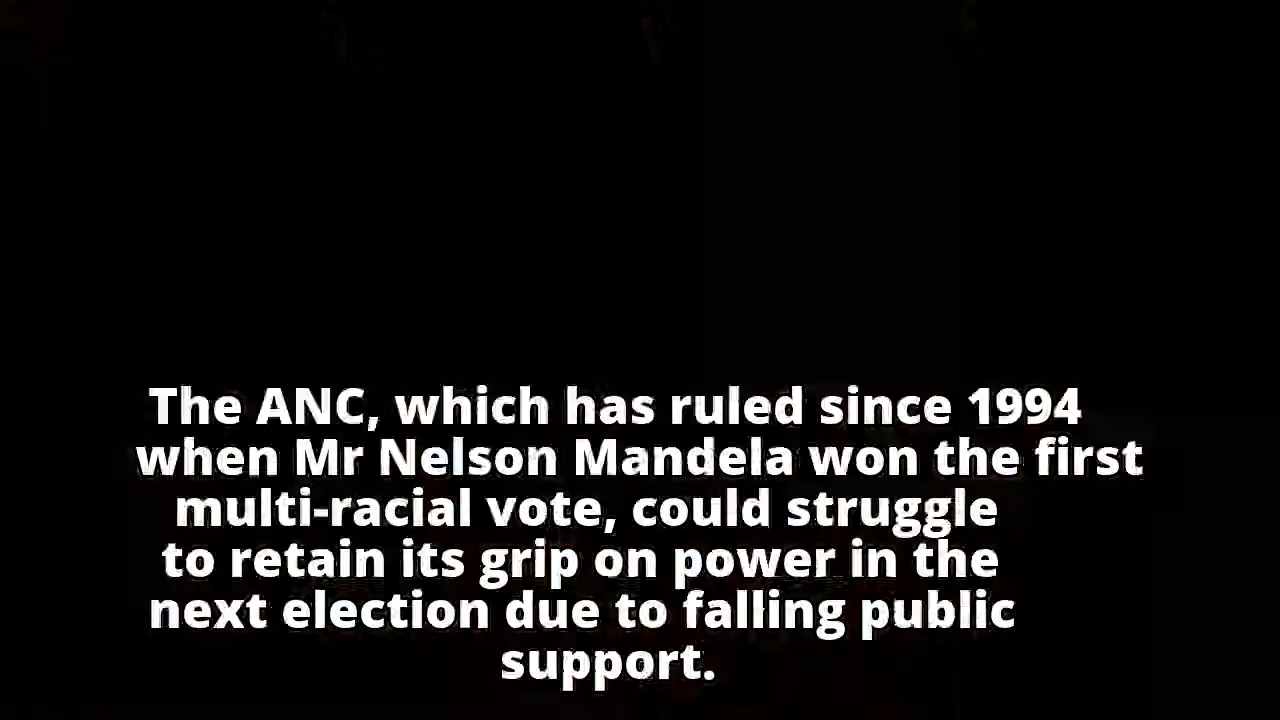 The ANC, which has ruled since 1994
when Mr Nelson Mandela won the first
multi-racial vote, could struggle
to retain its grip on power in the
next election due to falling public
support.